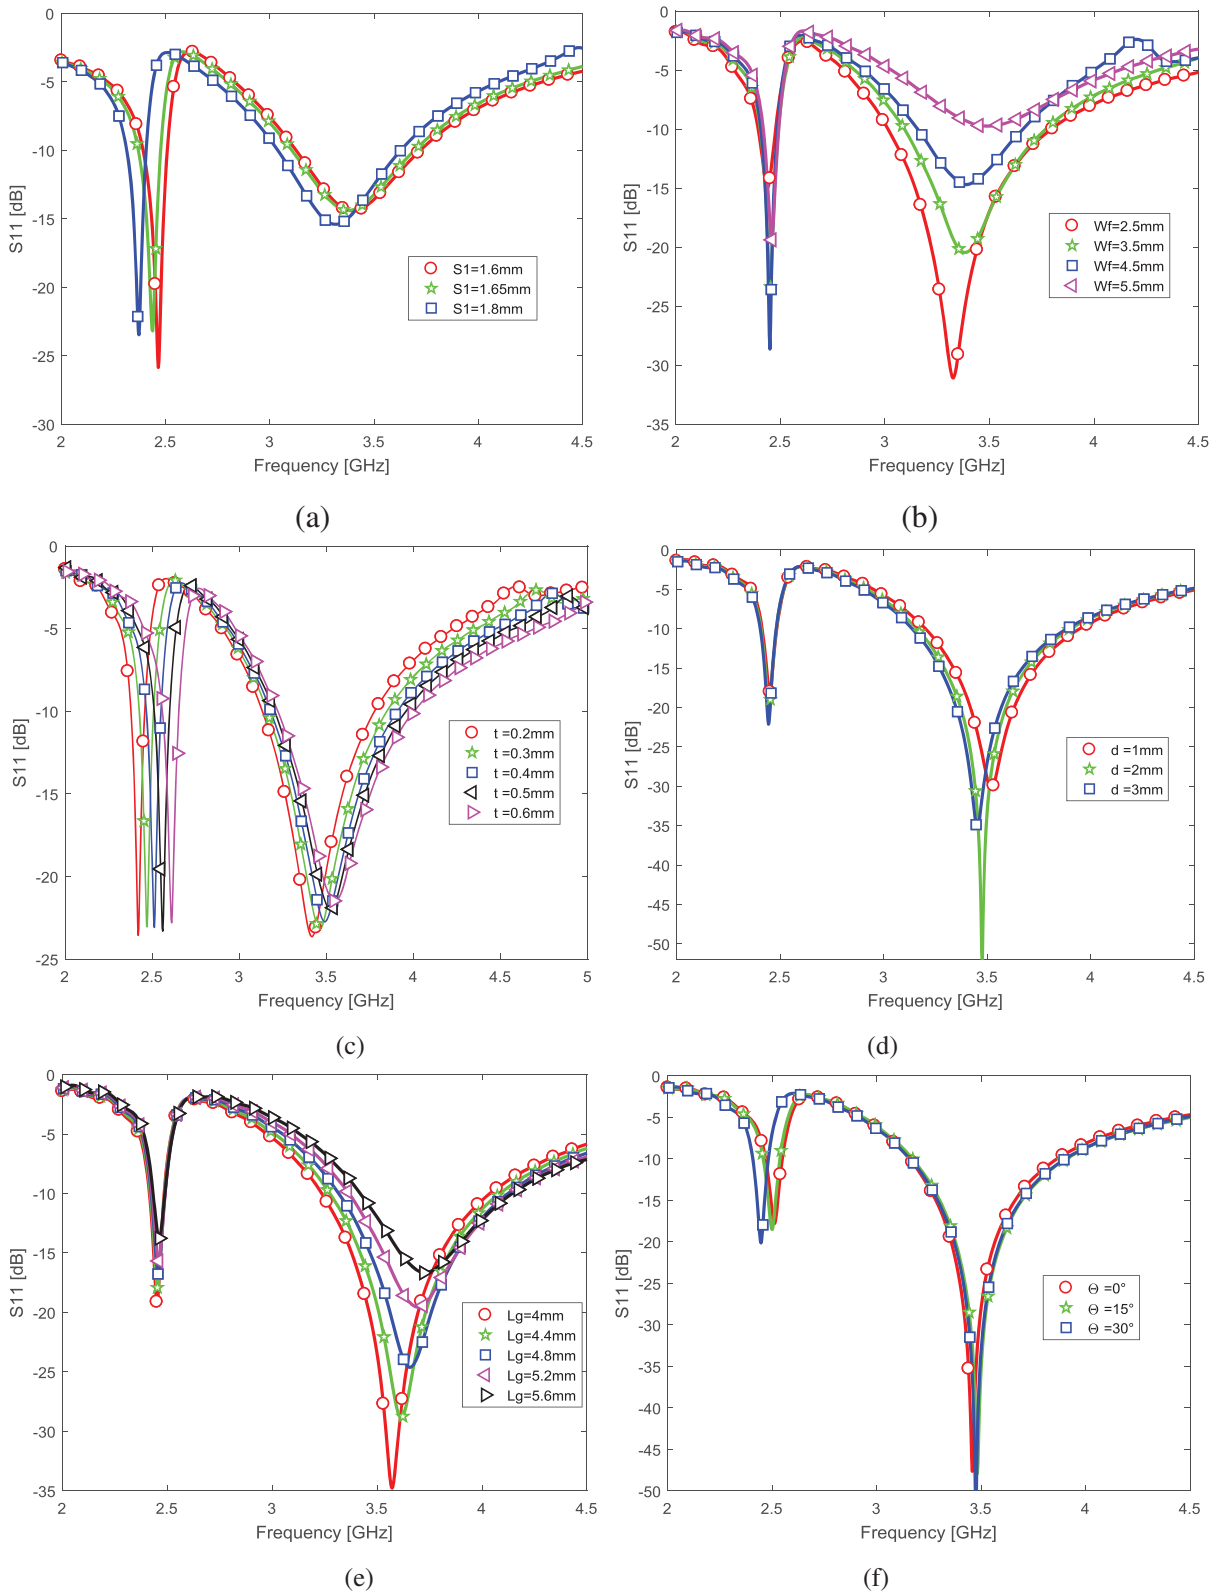 0
-5
-10
-15
-20
-25
-30
2
2.5
3
3.5
4
4.5
S11 [dB]
Frequency [GHz]
S1=1.6mm
S1=1.65mm
S1=1.8mm
(a)
0
-5
-10
-15
-20
-25
-30
-35
2
2.5
3
3.5
4
4.5
S11 [dB]
Frequency [GHz]
Wf=2.5mm
Wf=3.5mm
Wf=4.5mm
Wf=5.5mm
(b)
0
-5
-10
-15
-20
-25
2
2.5
3
3.5
4
4.5
5
S11 [dB]
Frequency [GHz]
t =0.2mm
t =0.3mm
t =0.4mm
t =0.5mm
t =0.6mm
(c)
0
-5
-10
-15
-20
-25
-30
-35
-40
-45
-50
2
2.5
3
3.5
4
4.5
S11 [dB]
Frequency [GHz]
d =1mm
d =2mm
d =3mm
(d)
0
-5
-10
-15
-20
-25
-30
-35
2
2.5
3
3.5
4
4.5
S11 [dB]
Frequency [GHz]
Lg=4mm
Lg=4.4mm
Lg=4.8mm
Lg=5.2mm
Lg=5.6mm
(e)
0
-5
-10
-15
-20
-25
-30
-35
-40
-45
-50
2
2.5
3
3.5
4
4.5
S11 [dB]
Frequency [GHz]
Θ =0°
Θ =15°
Θ =30°
(f)